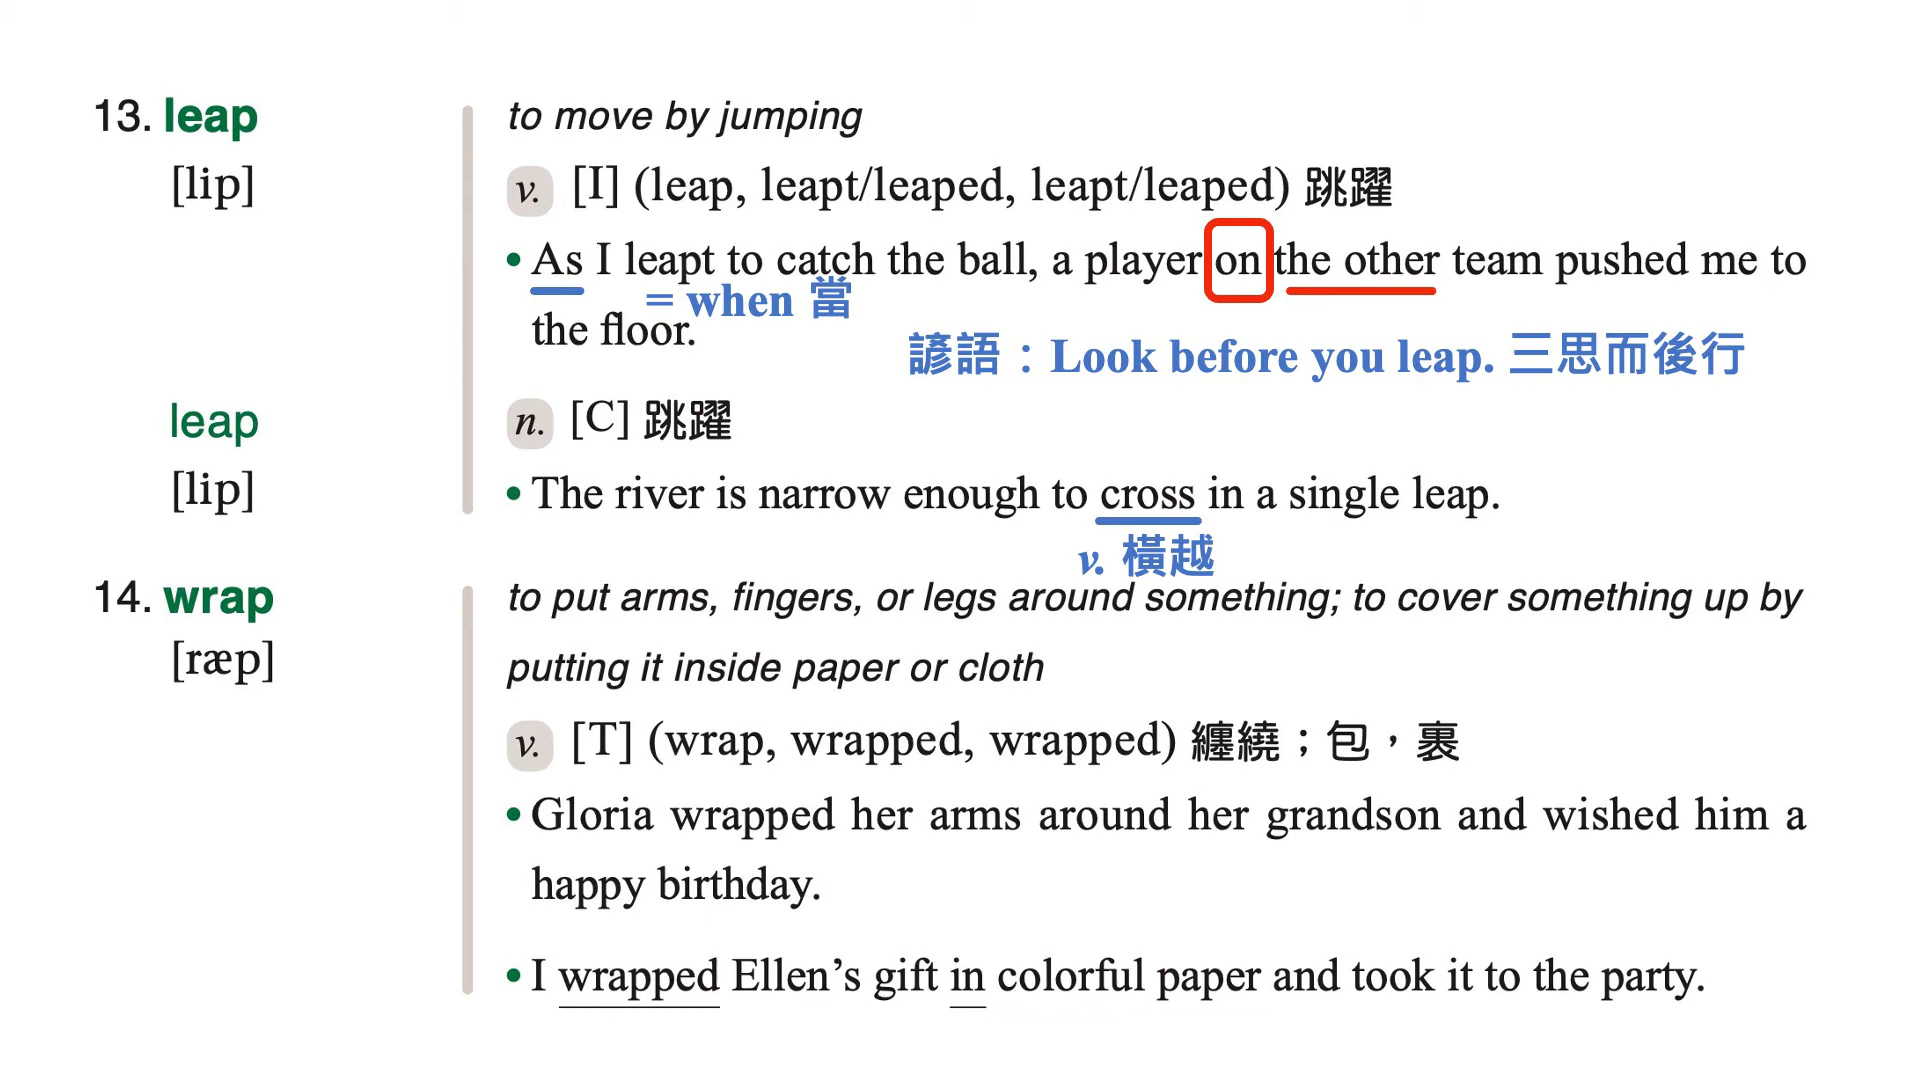 13. leap
to move by jumping
[lip]
v. [I] (leap, leapt/leaped, leapt/leaped) 跳躍
• As I leapt to catch the ball, a player on the other team pushed me to
= when 當
the floor.
諺語：Look before you leap. 三思而後行
leap
n. [C] 跳躍
[lip]
• The river is narrow enough to cross in a single leap.
v. 橫越
14. wrap
to put arms, fingers, or legs around something; to cover something up by
[ræp]
putting it inside paper or cloth
v. [T] (wrap, wrapped, wrapped) 纏繞；包，裹
• Gloria wrapped her arms around her grandson and wished him a
happy birthday.
• I wrapped Ellen’s gift in colorful paper and took it to the party.